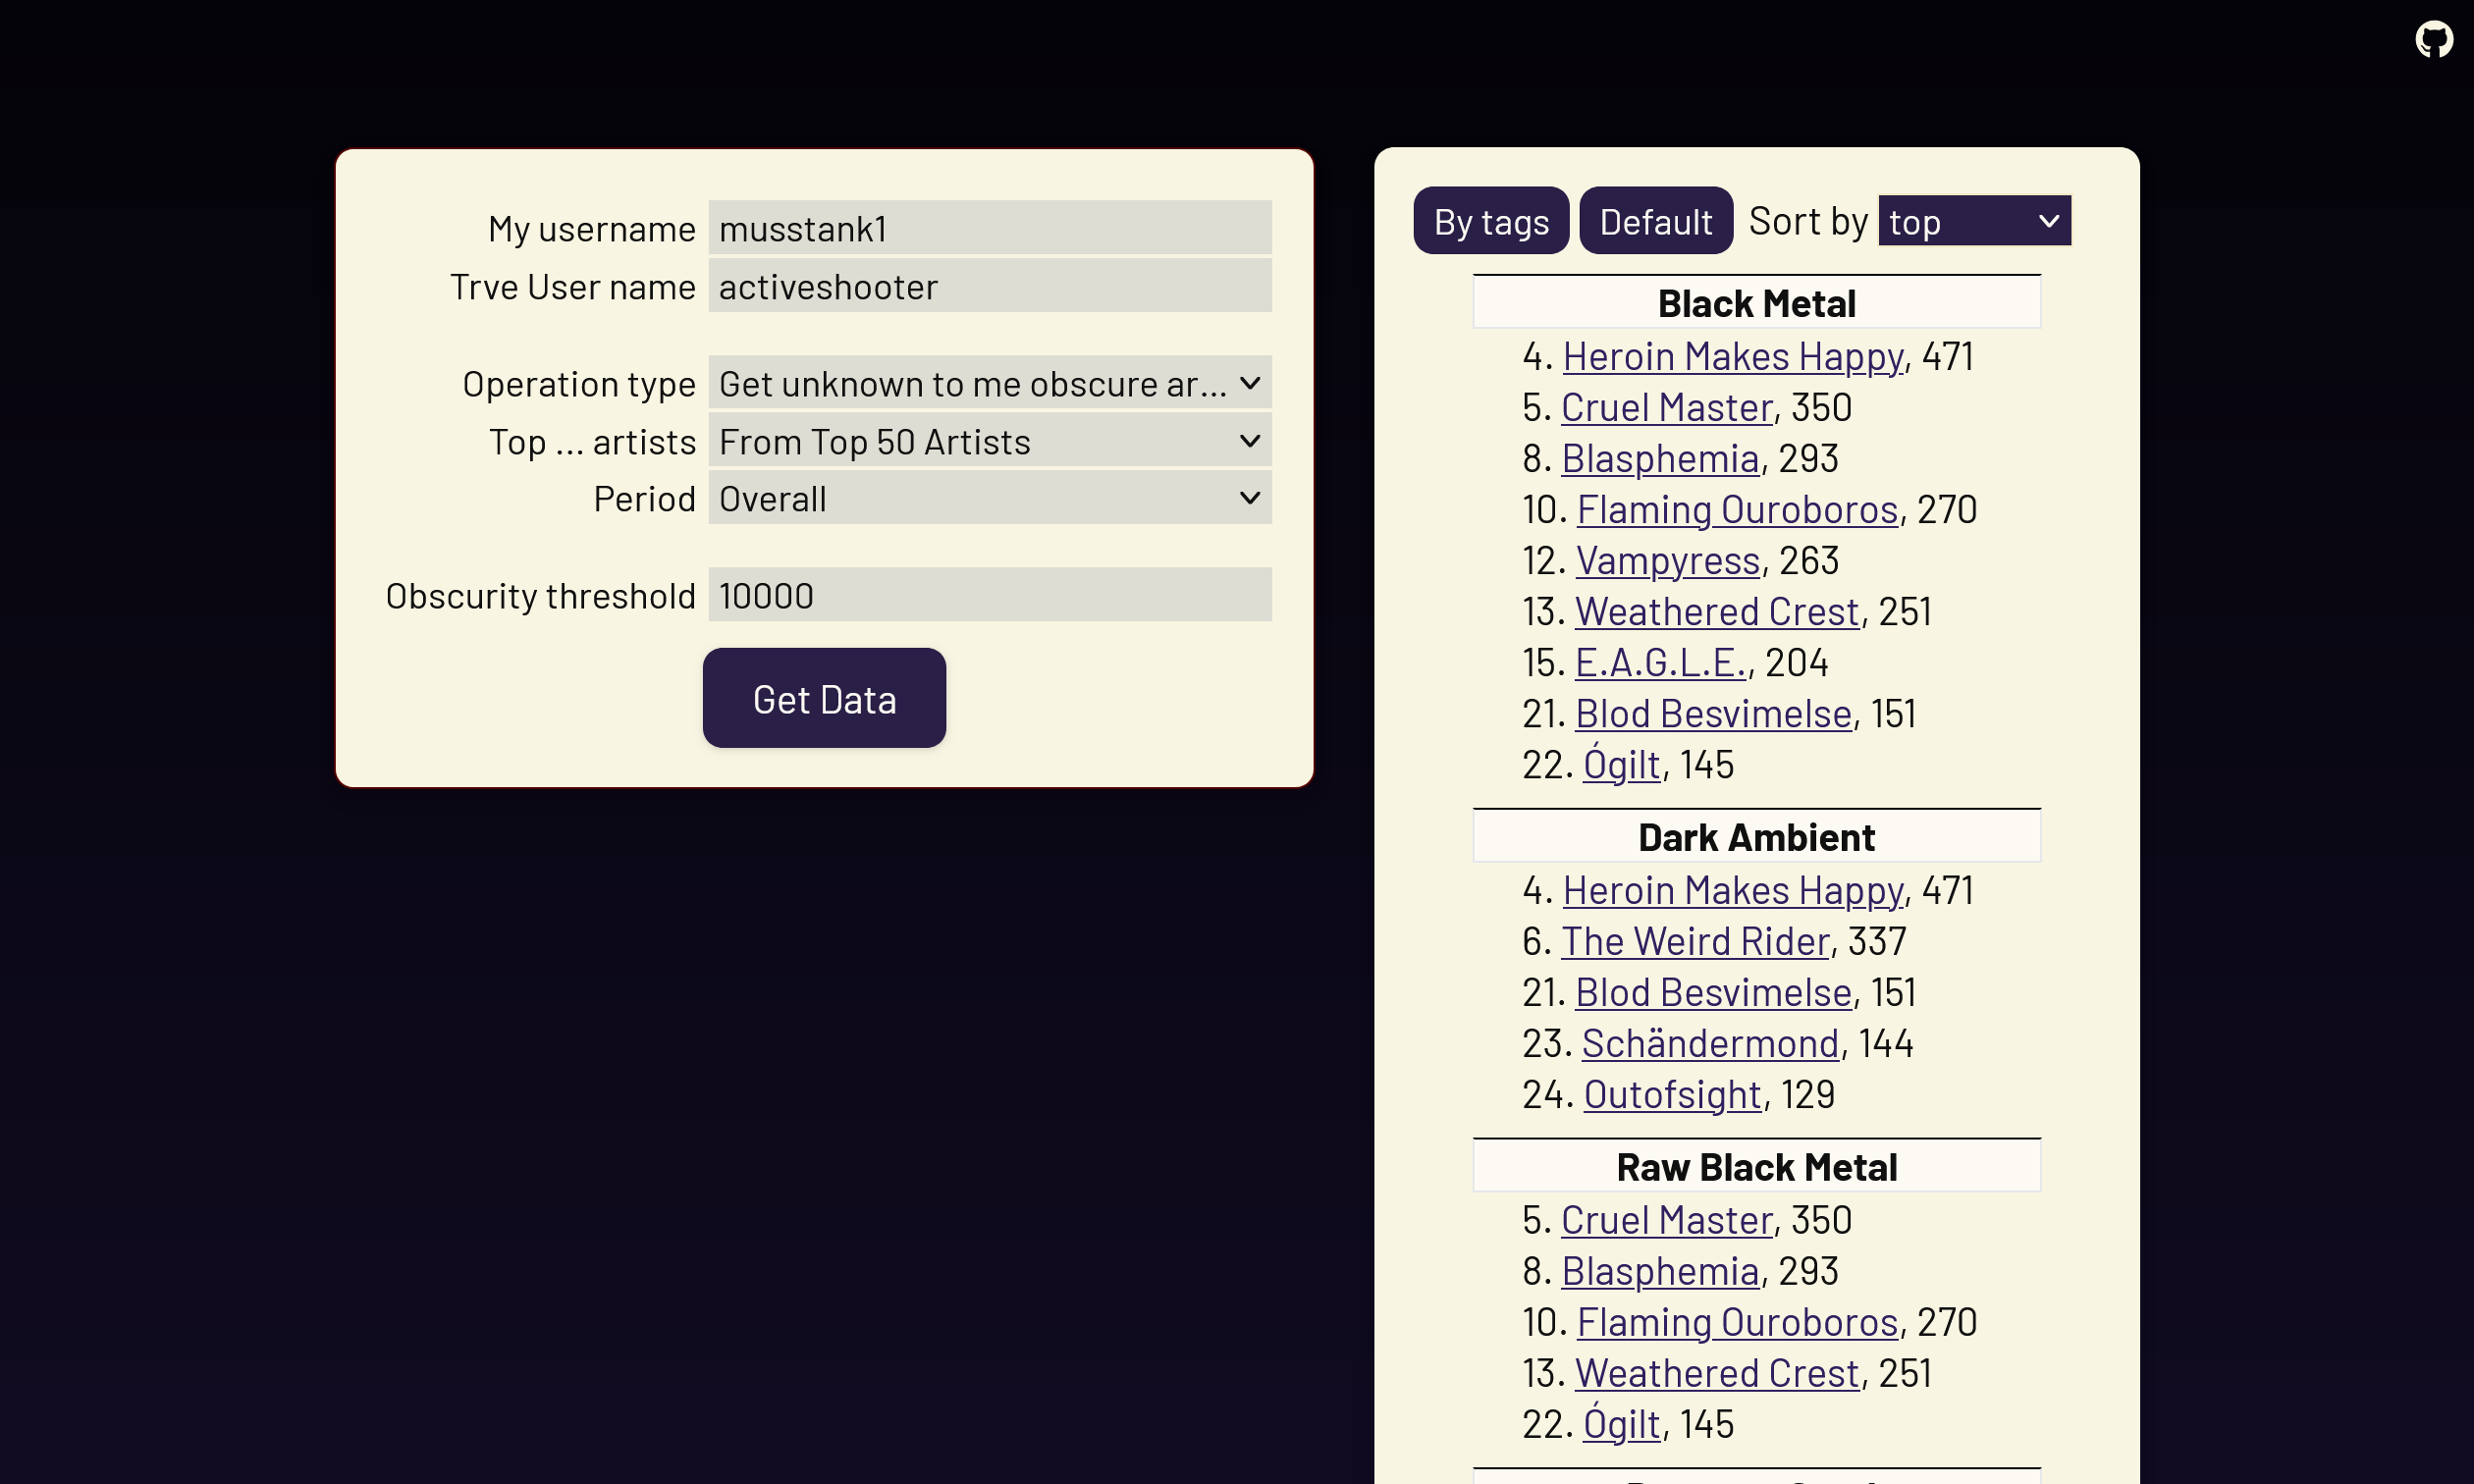 My username musstank1
Trve User name activeshooter
Operation type Get unknown to me obscure ar...
Top ... artists From Top 50 Artists
Period Overall
Obscurity threshold 10000
Get Data
By tags Default Sort by top
Black Metal
4. Heroin Makes Happy, 471
5. Cruel Master, 350
8. Blasphemia, 293
10. Flaming Ouroboros, 270
12. Vampyress, 263
13. Weathered Crest, 251
15. E.A.G.L.E., 204
21. Blod Besvimelse, 151
22. Ógilt, 145
Dark Ambient
4. Heroin Makes Happy, 471
6. The Weird Rider, 337
21. Blod Besvimelse, 151
23. Schändermond, 144
24. Outofsight, 129
Raw Black Metal
5. Cruel Master, 350
8. Blasphemia, 293
10. Flaming Ouroboros, 270
13. Weathered Crest, 251
22. Ógilt, 145